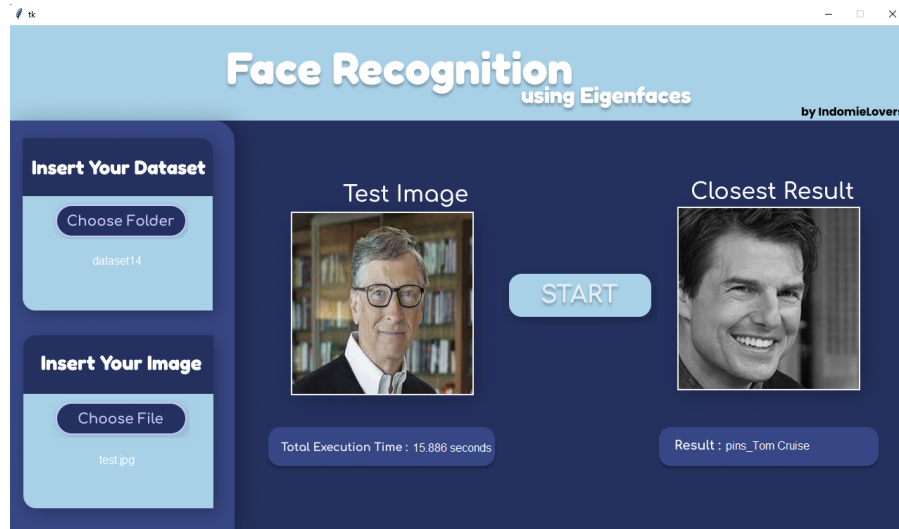 tk
Face Recognition
using Eigenfaces
by IndomieLovers
Insert Your Dataset
Choose Folder
dataset14
Insert Your Image
Choose File
test.jpg
Test Image
START
Closest Result
Total Execution Time : 15.886 seconds
Result : pins_Tom Cruise